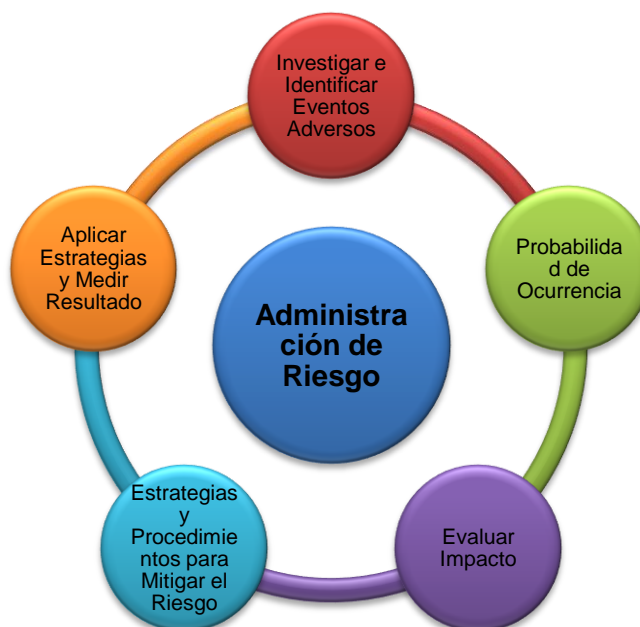 Investigar e
Identificar
Eventos
Adversos
Probabilida
d de
Ocurrencia
Evaluar
Impacto
Estrategias
y
Procedimie
ntos para
Mitigar el
Riesgo
Aplicar
Estrategias
y Medir
Resultado
Administra
ción de
Riesgo